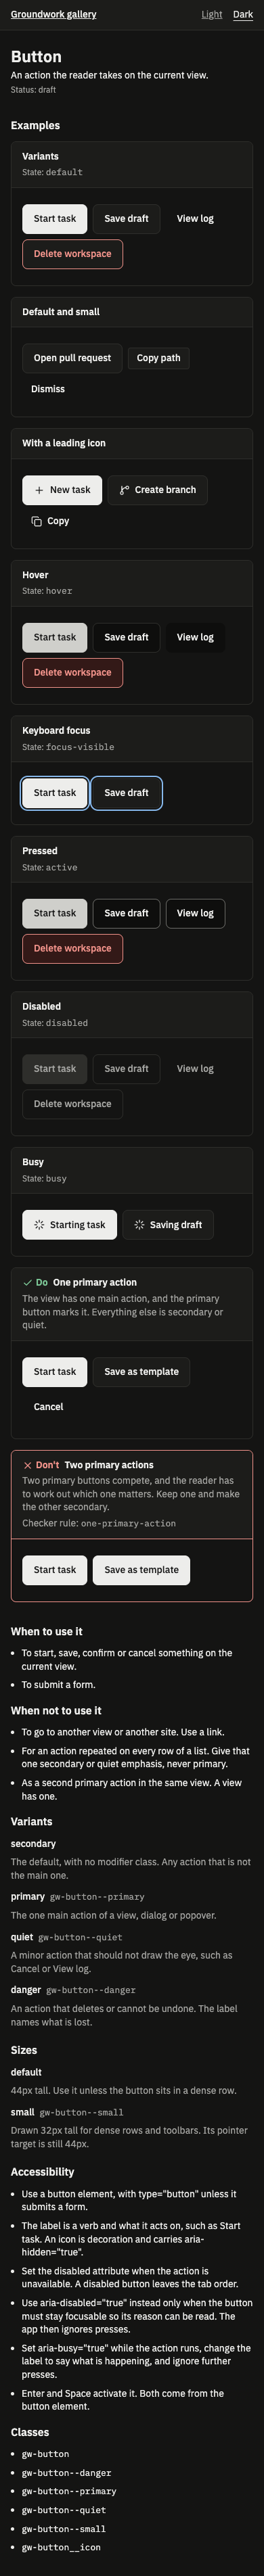 Groundwork gallery Light Dark
Button
An action the reader takes on the current view.
Status: draft
Examples
Variants
State: default
Start task Save draft View log
Delete workspace
Default and small
Open pull request Copy path
Dismiss
With a leading icon
New task Create branch
Copy
Hover
State: hover
Start task Save draft View log
Delete workspace
Keyboard focus
State: focus-visible
Start task Save draft
Pressed
State: active
Start task Save draft View log
Delete workspace
Disabled
State: disabled
Start task Save draft View log
Delete workspace
Busy
State: busy
Starting task Saving draft
Do One primary action
The view has one main action, and the primary
button marks it. Everything else is secondary or
quiet.
Start task Save as template
Cancel
Don't Two primary actions
Two primary buttons compete, and the reader has
to work out which one matters. Keep one and make
the other secondary.
Checker rule: one-primary-action
Start task Save as template
When to use it
• To start, save, confirm or cancel something on the
current view.
• To submit a form.
When not to use it
• To go to another view or another site. Use a link.
• For an action repeated on every row of a list. Give that
one secondary or quiet emphasis, never primary.
• As a second primary action in the same view. A view
has one.
Variants
secondary
The default, with no modifier class. Any action that is not
the main one.
primary gw-button--primary
The one main action of a view, dialog or popover.
quiet gw-button--quiet
A minor action that should not draw the eye, such as
Cancel or View log.
danger gw-button--danger
An action that deletes or cannot be undone. The label
names what is lost.
Sizes
default
44px tall. Use it unless the button sits in a dense row.
small gw-button--small
Drawn 32px tall for dense rows and toolbars. Its pointer
target is still 44px.
Accessibility
• Use a button element, with type="button" unless it
submits a form.
• The label is a verb and what it acts on, such as Start
task. An icon is decoration and carries aria-
hidden="true".
• Set the disabled attribute when the action is
unavailable. A disabled button leaves the tab order.
• Use aria-disabled="true" instead only when the button
must stay focusable so its reason can be read. The
app then ignores presses.
• Set aria-busy="true" while the action runs, change the
label to say what is happening, and ignore further
presses.
• Enter and Space activate it. Both come from the
button element.
Classes
• gw-button
• gw-button--danger
• gw-button--primary
• gw-button--quiet
• gw-button--small
• gw-button__icon